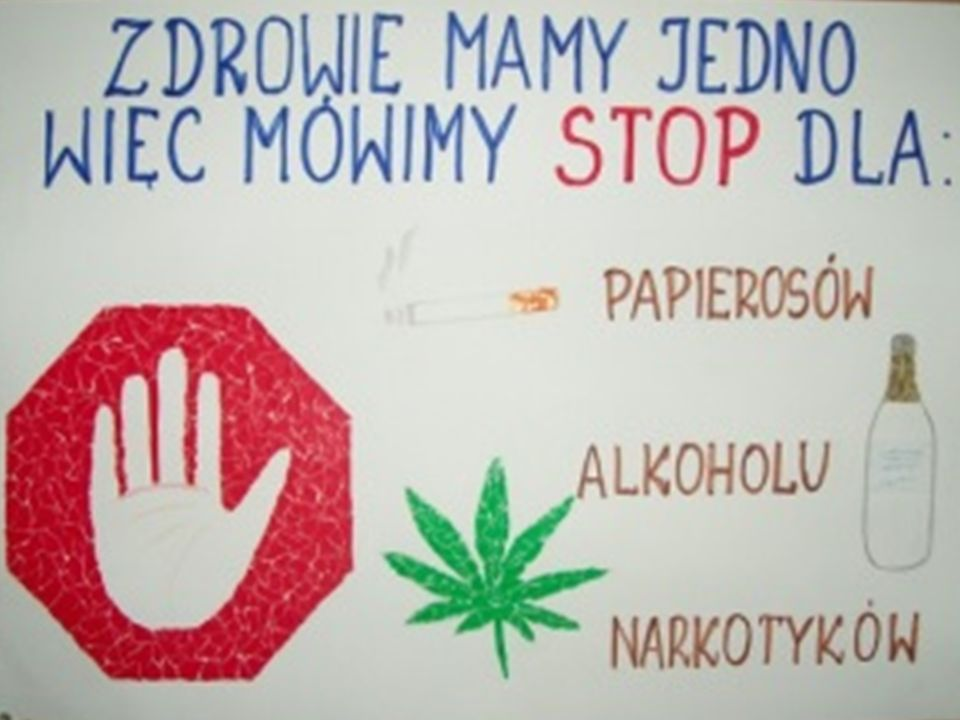 ZDROWIE MAMY JEDNO
WIĘC MÓWIMY STOP DLA:
PAPIEROSÓW
ALKOHOLU
NARKOTYKÓW